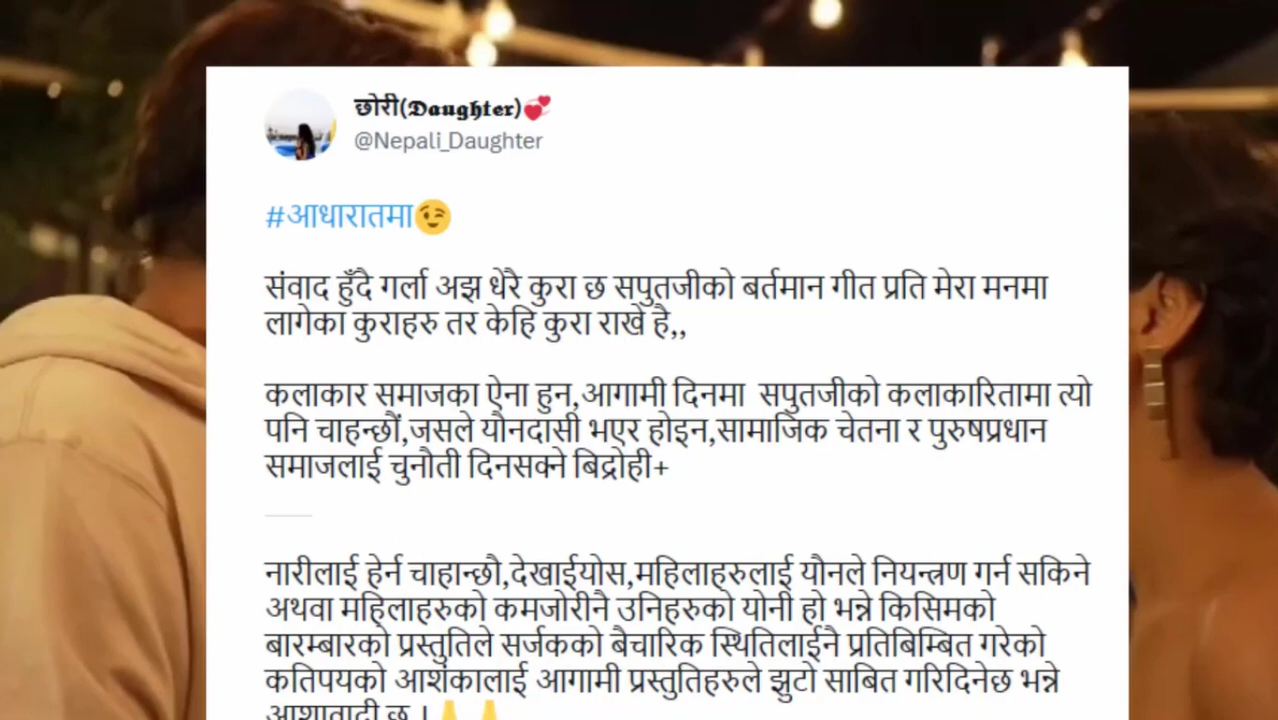 छोरी(𝕯𝖆𝖚𝖌𝖍𝖙𝖊𝖗)💞
@Nepali_Daughter
#आधारातमा😉
संवाद हुँदै गर्ला अझ धेरै कुरा छ सपुतजीको बर्तमान गीत प्रति मेरा मनमा
लागेका कुराहरु तर केहि कुरा राखें है,,
कलाकार समाजका ऐना हुन,आगामी दिनमा सपुतजीको कलाकारितामा त्यो
पनि चाहन्छौं,जसले यौनदासी भएर होइन,सामाजिक चेतना र पुरुषप्रधान
समाजलाई चुनौती दिनसक्ने बिद्रोही+
नारीलाई हेर्न चाहान्छौ,देखाईयोस,महिलाहरुलाई यौनले नियन्त्रण गर्न सकिने
अथवा महिलाहरुको कमजोरीनै उनिहरुको योनी हो भन्ने किसिमको
बारम्बारको प्रस्तुतिले सर्जकको बैचारिक स्थितिलाईनै प्रतिबिम्बित गरेको
कतिपयको आशंकालाई आगामी प्रस्तुतिहरुले झुटो साबित गरिदिनेछ भन्ने
आशावादी छु । 🙏🙏